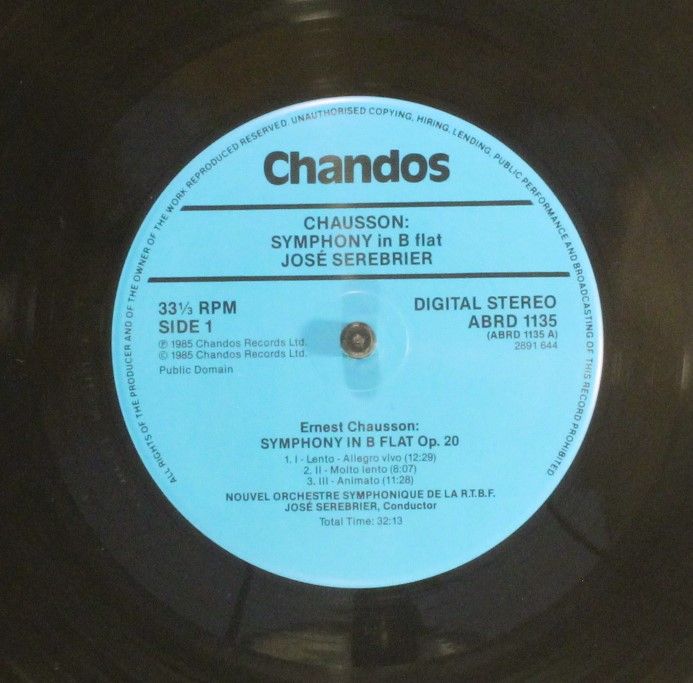 ALL RIGHTS OF THE PRODUCER AND OF THE OWNER OF THE WORK REPRODUCED RESERVED. UNAUTHORISED COPYING, HIRING, LENDING, PUBLIC PERFORMANCE AND BROADCASTING OF THIS RECORD PROHIBITED
Chandos
CHAUSSON:
SYMPHONY in B flat
JOSÉ SEREBRIER
33⅓ RPM
SIDE 1
℗ 1985 Chandos Records Ltd.
© 1985 Chandos Records Ltd.
Public Domain
DIGITAL STEREO
ABRD 1135
(ABRD 1135 A)
2891 644
Ernest Chausson:
SYMPHONY IN B FLAT Op. 20
1. I - Lento - Allegro vivo (12:29)
2. II - Molto lento (8:07)
3. III - Animato (11:28)
NOUVEL ORCHESTRE SYMPHONIQUE DE LA R.T.B.F.
JOSÉ SEREBRIER, Conductor
Total Time: 32:13